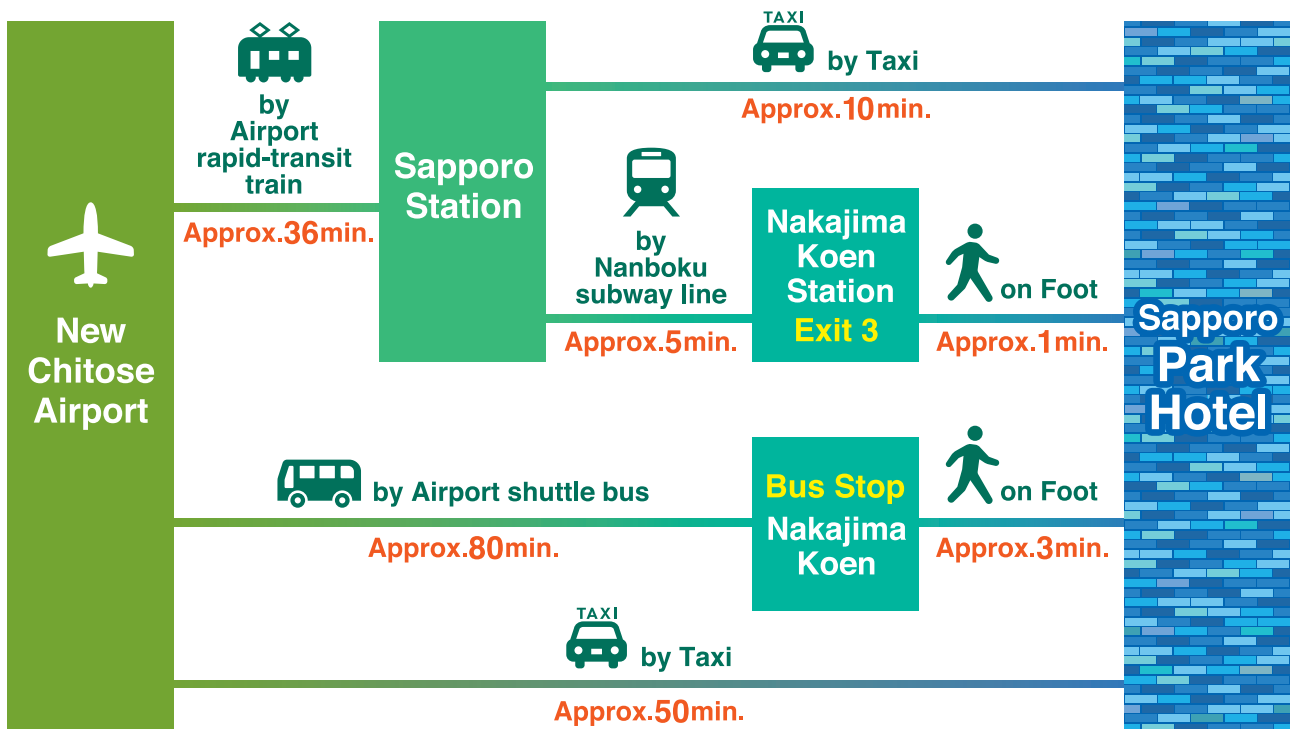 New
Chitose
Airport
by
Airport
rapid-transit
train
Approx.36min.
Sapporo
Station
TAXI
by Taxi
Approx.10min.
by
Nanboku
subway line
Approx.5min.
Nakajima
Koen
Station
Exit 3
on Foot
Approx.1min.
by Airport shuttle bus
Approx.80min.
Bus Stop
Nakajima
Koen
on Foot
Approx.3min.
TAXI
by Taxi
Approx.50min.
Sapporo
Park
Hotel